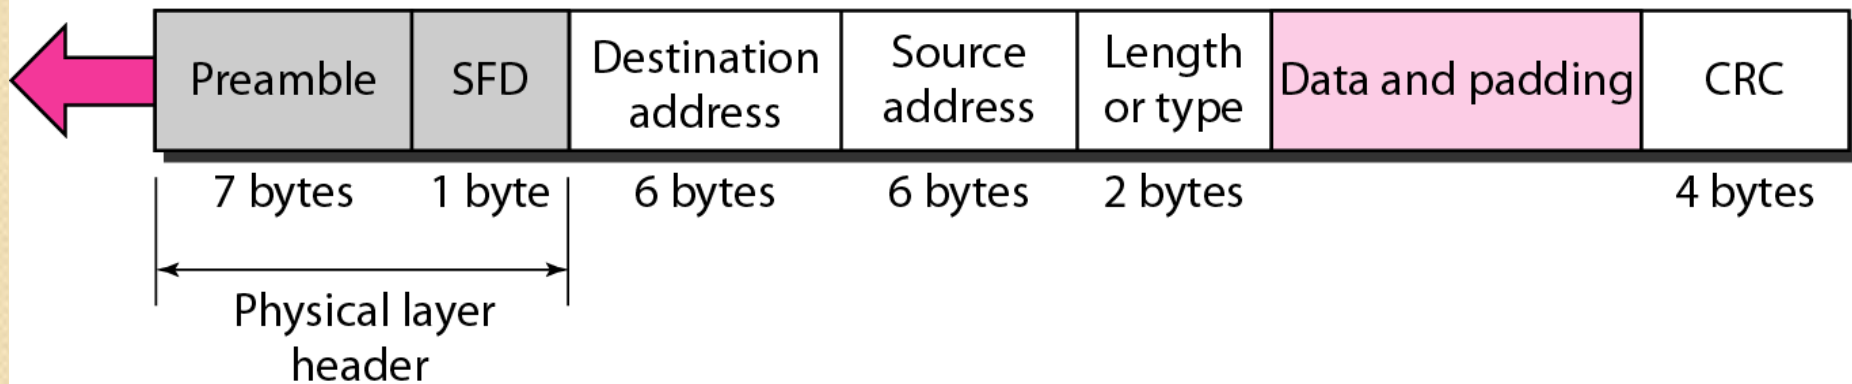 Preamble
SFD
Destination
address
Source
address
Length
or type
Data and padding
CRC
7 bytes
1 byte
6 bytes
6 bytes
2 bytes
4 bytes
Physical layer
header